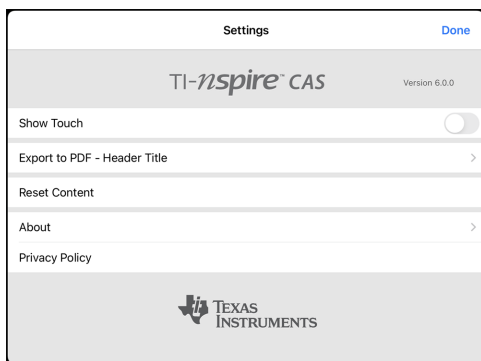 Settings
Done
TI-nspire™ CAS
Version 6.0.0
Show Touch
Export to PDF - Header Title
Reset Content
About
Privacy Policy
TEXAS
INSTRUMENTS